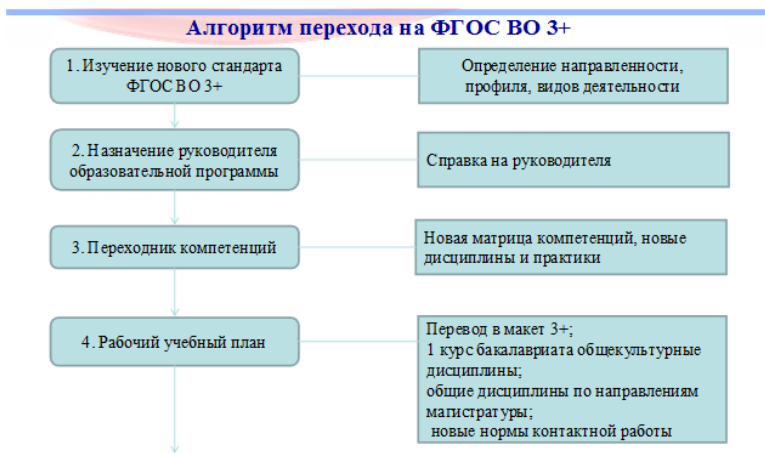 Алгоритм перехода на ФГОС ВО 3+
1. Изучение нового стандарта
ФГОС ВО 3+
Определение направленности,
профиля, видов деятельности
2. Назначение руководителя
образовательной программы
Справка на руководителя
3. Переходник компетенций
Новая матрица компетенций, новые
дисциплины и практики
4. Рабочий учебный план
Перевод в макет 3+;
1 курс бакалавриата общекультурные
дисциплины;
общие дисциплины по направлениям
магистратуры;
новые нормы контактной работы